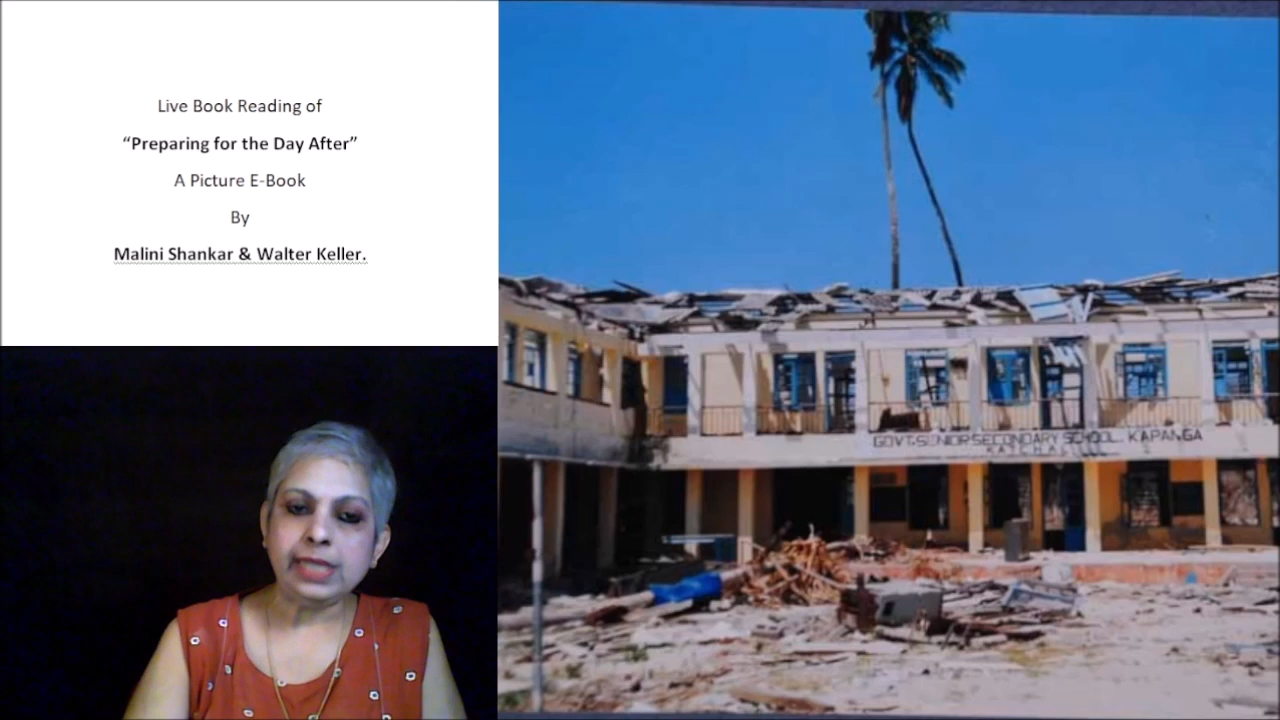 Live Book Reading of
“Preparing for the Day After”
A Picture E-Book
By
Malini Shankar & Walter Keller.
GOVT. SENIOR SECONDARY SCHOOL, KAPANGA